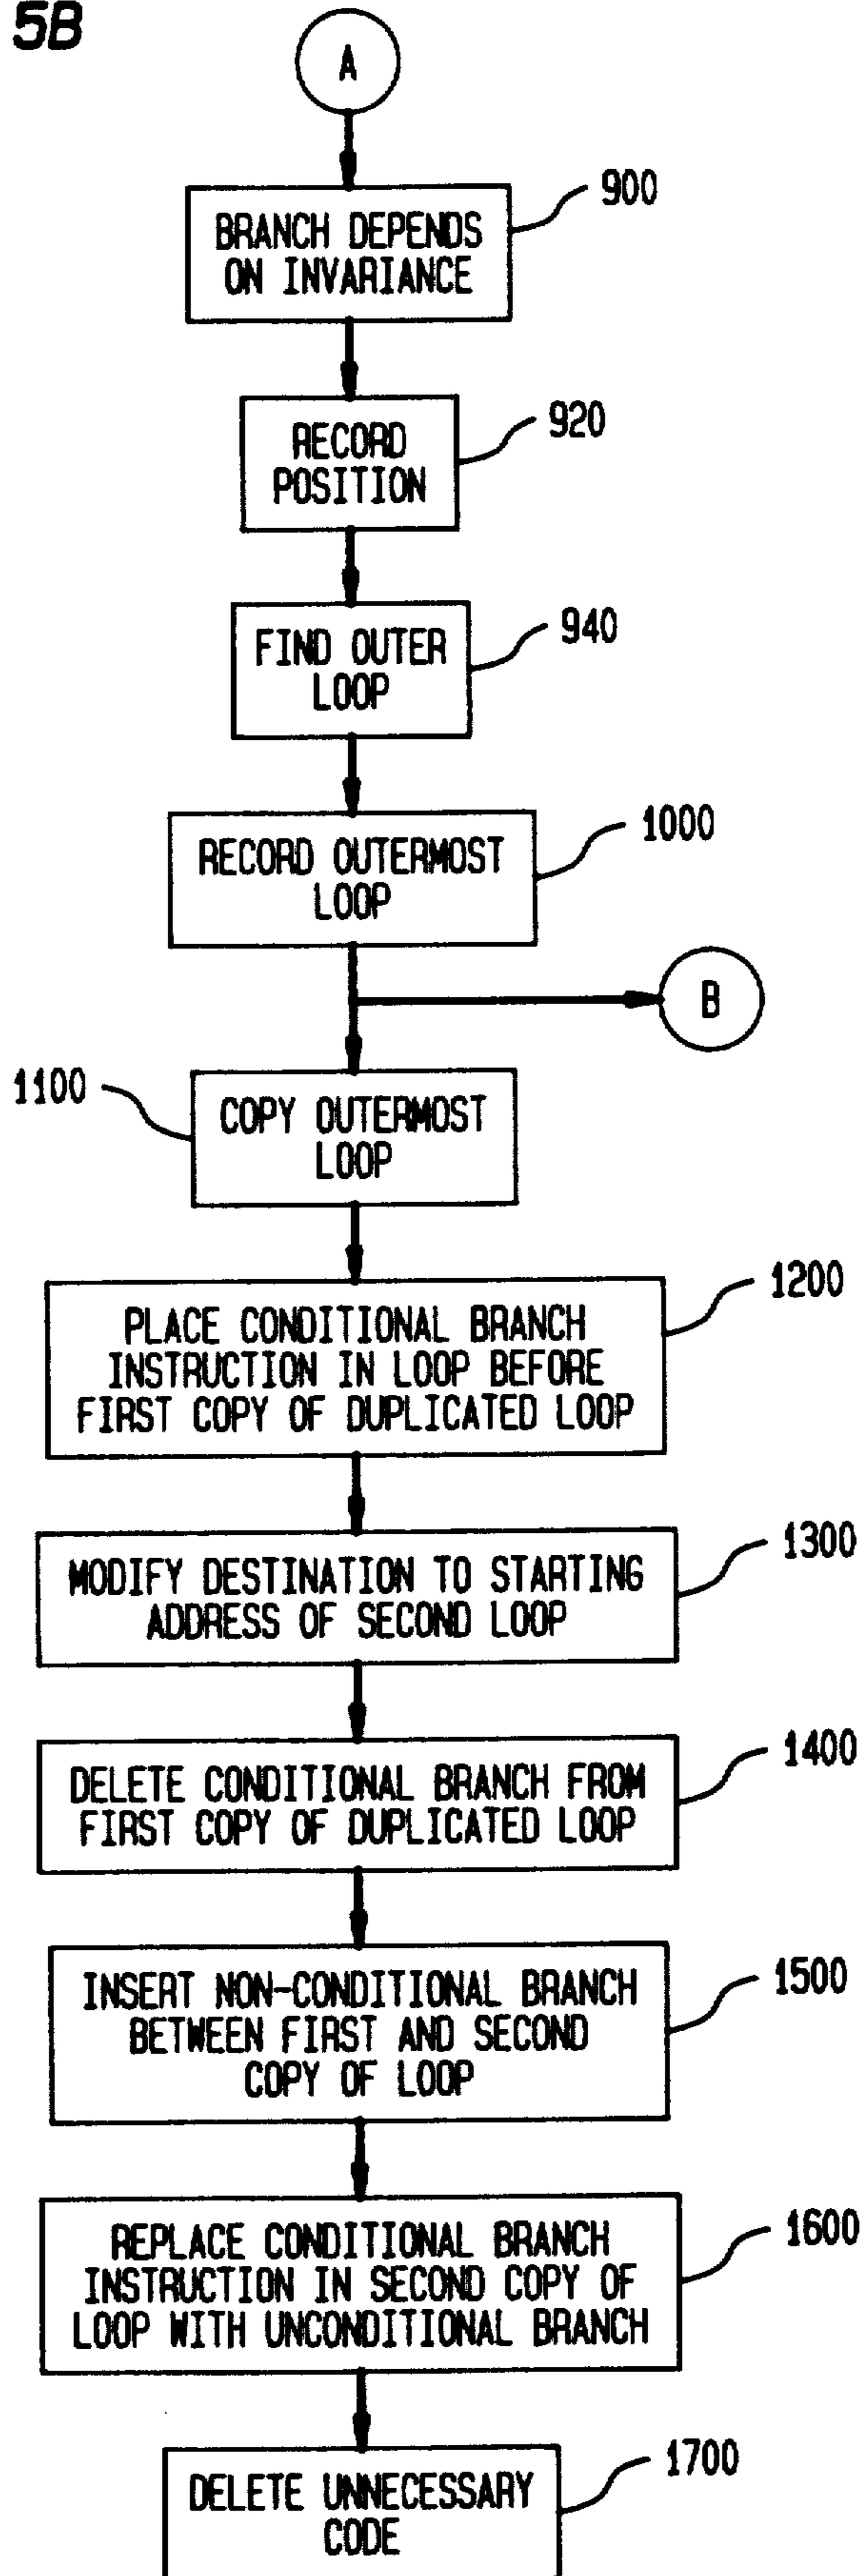 5B
A
900
BRANCH DEPENDS
ON INVARIANCE
920
RECORD
POSITION
940
FIND OUTER
LOOP
1000
RECORD OUTERMOST
LOOP
B
1100
COPY OUTERMOST
LOOP
1200
PLACE CONDITIONAL BRANCH
INSTRUCTION IN LOOP BEFORE
FIRST COPY OF DUPLICATED LOOP
1300
MODIFY DESTINATION TO STARTING
ADDRESS OF SECOND LOOP
1400
DELETE CONDITIONAL BRANCH FROM
FIRST COPY OF DUPLICATED LOOP
1500
INSERT NON-CONDITIONAL BRANCH
BETWEEN FIRST AND SECOND
COPY OF LOOP
1600
REPLACE CONDITIONAL BRANCH
INSTRUCTION IN SECOND COPY OF
LOOP WITH UNCONDITIONAL BRANCH
1700
DELETE UNNECESSARY
CODE